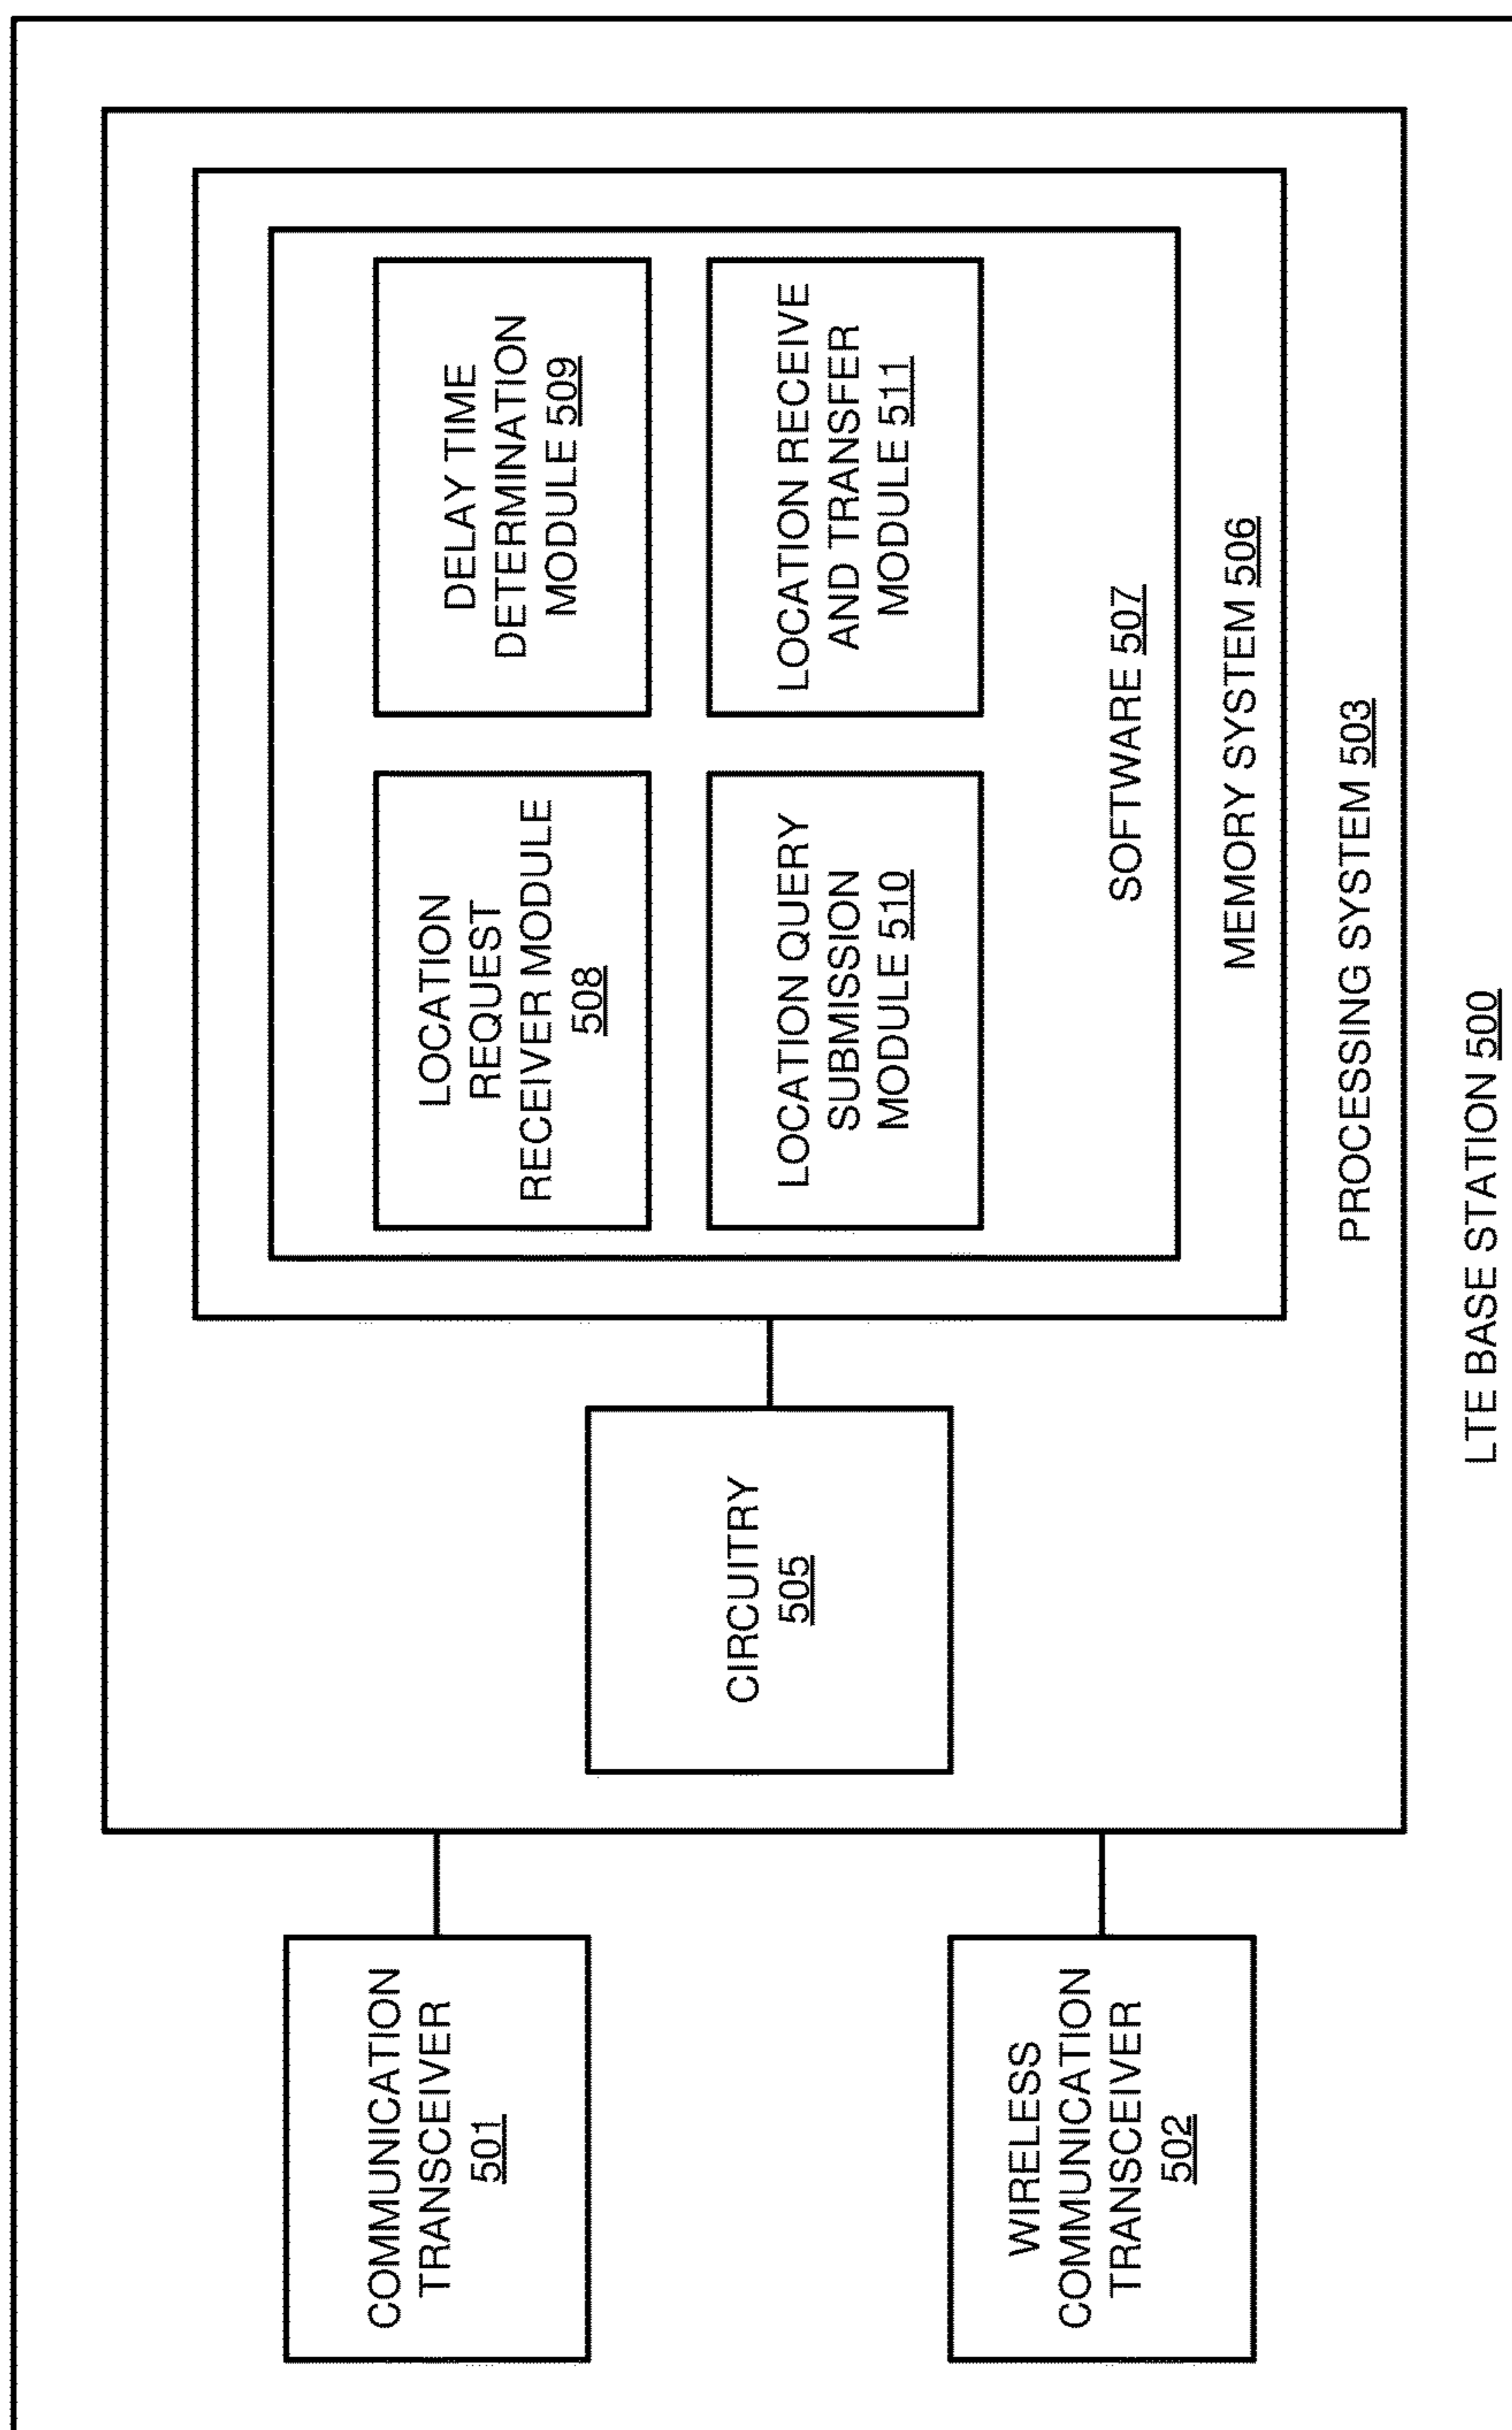 COMMUNICATION
TRANSCEIVER
501
WIRELESS
COMMUNICATION
TRANSCEIVER
502
CIRCUITRY
505
LOCATION
REQUEST
RECEIVER MODULE
508
DELAY TIME
DETERMINATION
MODULE 509
LOCATION QUERY
SUBMISSION
MODULE 510
LOCATION RECEIVE
AND TRANSFER
MODULE 511
SOFTWARE 507
MEMORY SYSTEM 506
PROCESSING SYSTEM 503
LTE BASE STATION 500